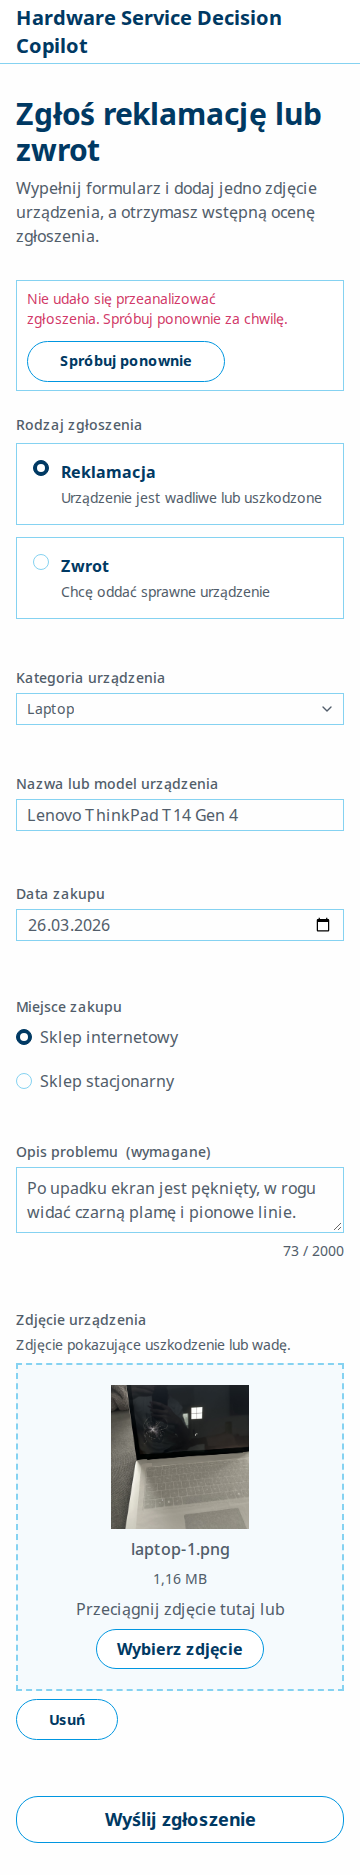 Hardware Service Decision
Copilot
Zgłoś reklamację lub
zwrot
Wypełnij formularz i dodaj jedno zdjęcie
urządzenia, a otrzymasz wstępną ocenę
zgłoszenia.
Nie udało się przeanalizować
zgłoszenia. Spróbuj ponownie za chwilę.
Spróbuj ponownie
Rodzaj zgłoszenia
Reklamacja
Urządzenie jest wadliwe lub uszkodzone
Zwrot
Chcę oddać sprawne urządzenie
Kategoria urządzenia
Laptop
Nazwa lub model urządzenia
Lenovo ThinkPad T14 Gen 4
Data zakupu
26.03.2026
Miejsce zakupu
Sklep internetowy
Sklep stacjonarny
Opis problemu (wymagane)
Po upadku ekran jest pęknięty, w rogu
widać czarną plamę i pionowe linie.
73 / 2000
Zdjęcie urządzenia
Zdjęcie pokazujące uszkodzenie lub wadę.
laptop-1.png
1,16 MB
Przeciągnij zdjęcie tutaj lub
Wybierz zdjęcie
Usuń
Wyślij zgłoszenie